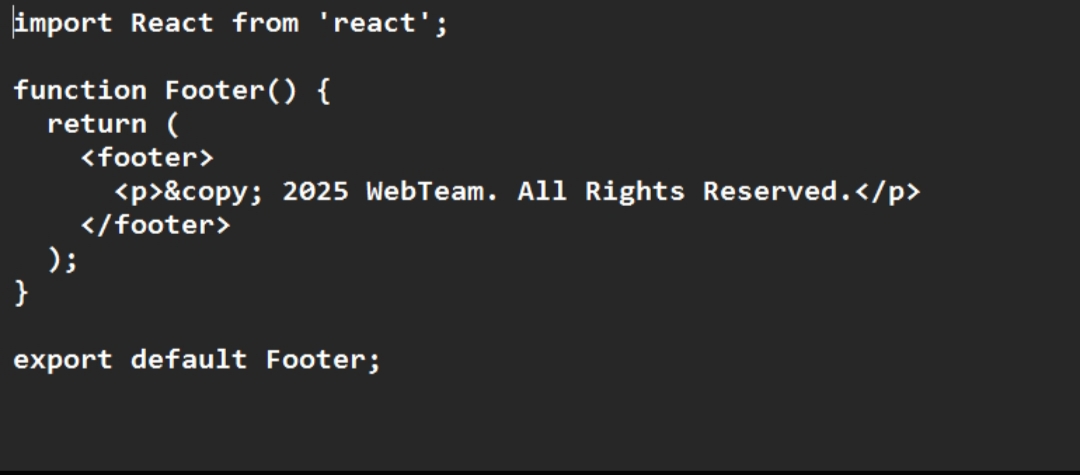 import React from 'react';
function Footer() {
return (
<footer>
<p>&copy; 2025 WebTeam. All Rights Reserved.</p>
</footer>
);
}
export default Footer;